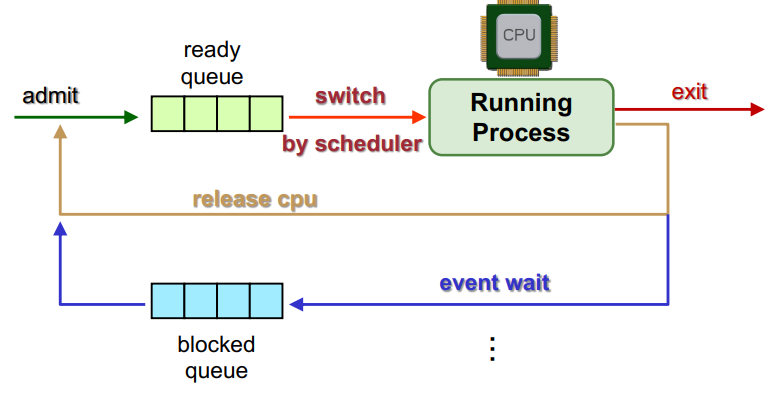 CPU
ready
queue
admit
switch
by scheduler
Running
Process
exit
release cpu
event wait
blocked
queue
⋮